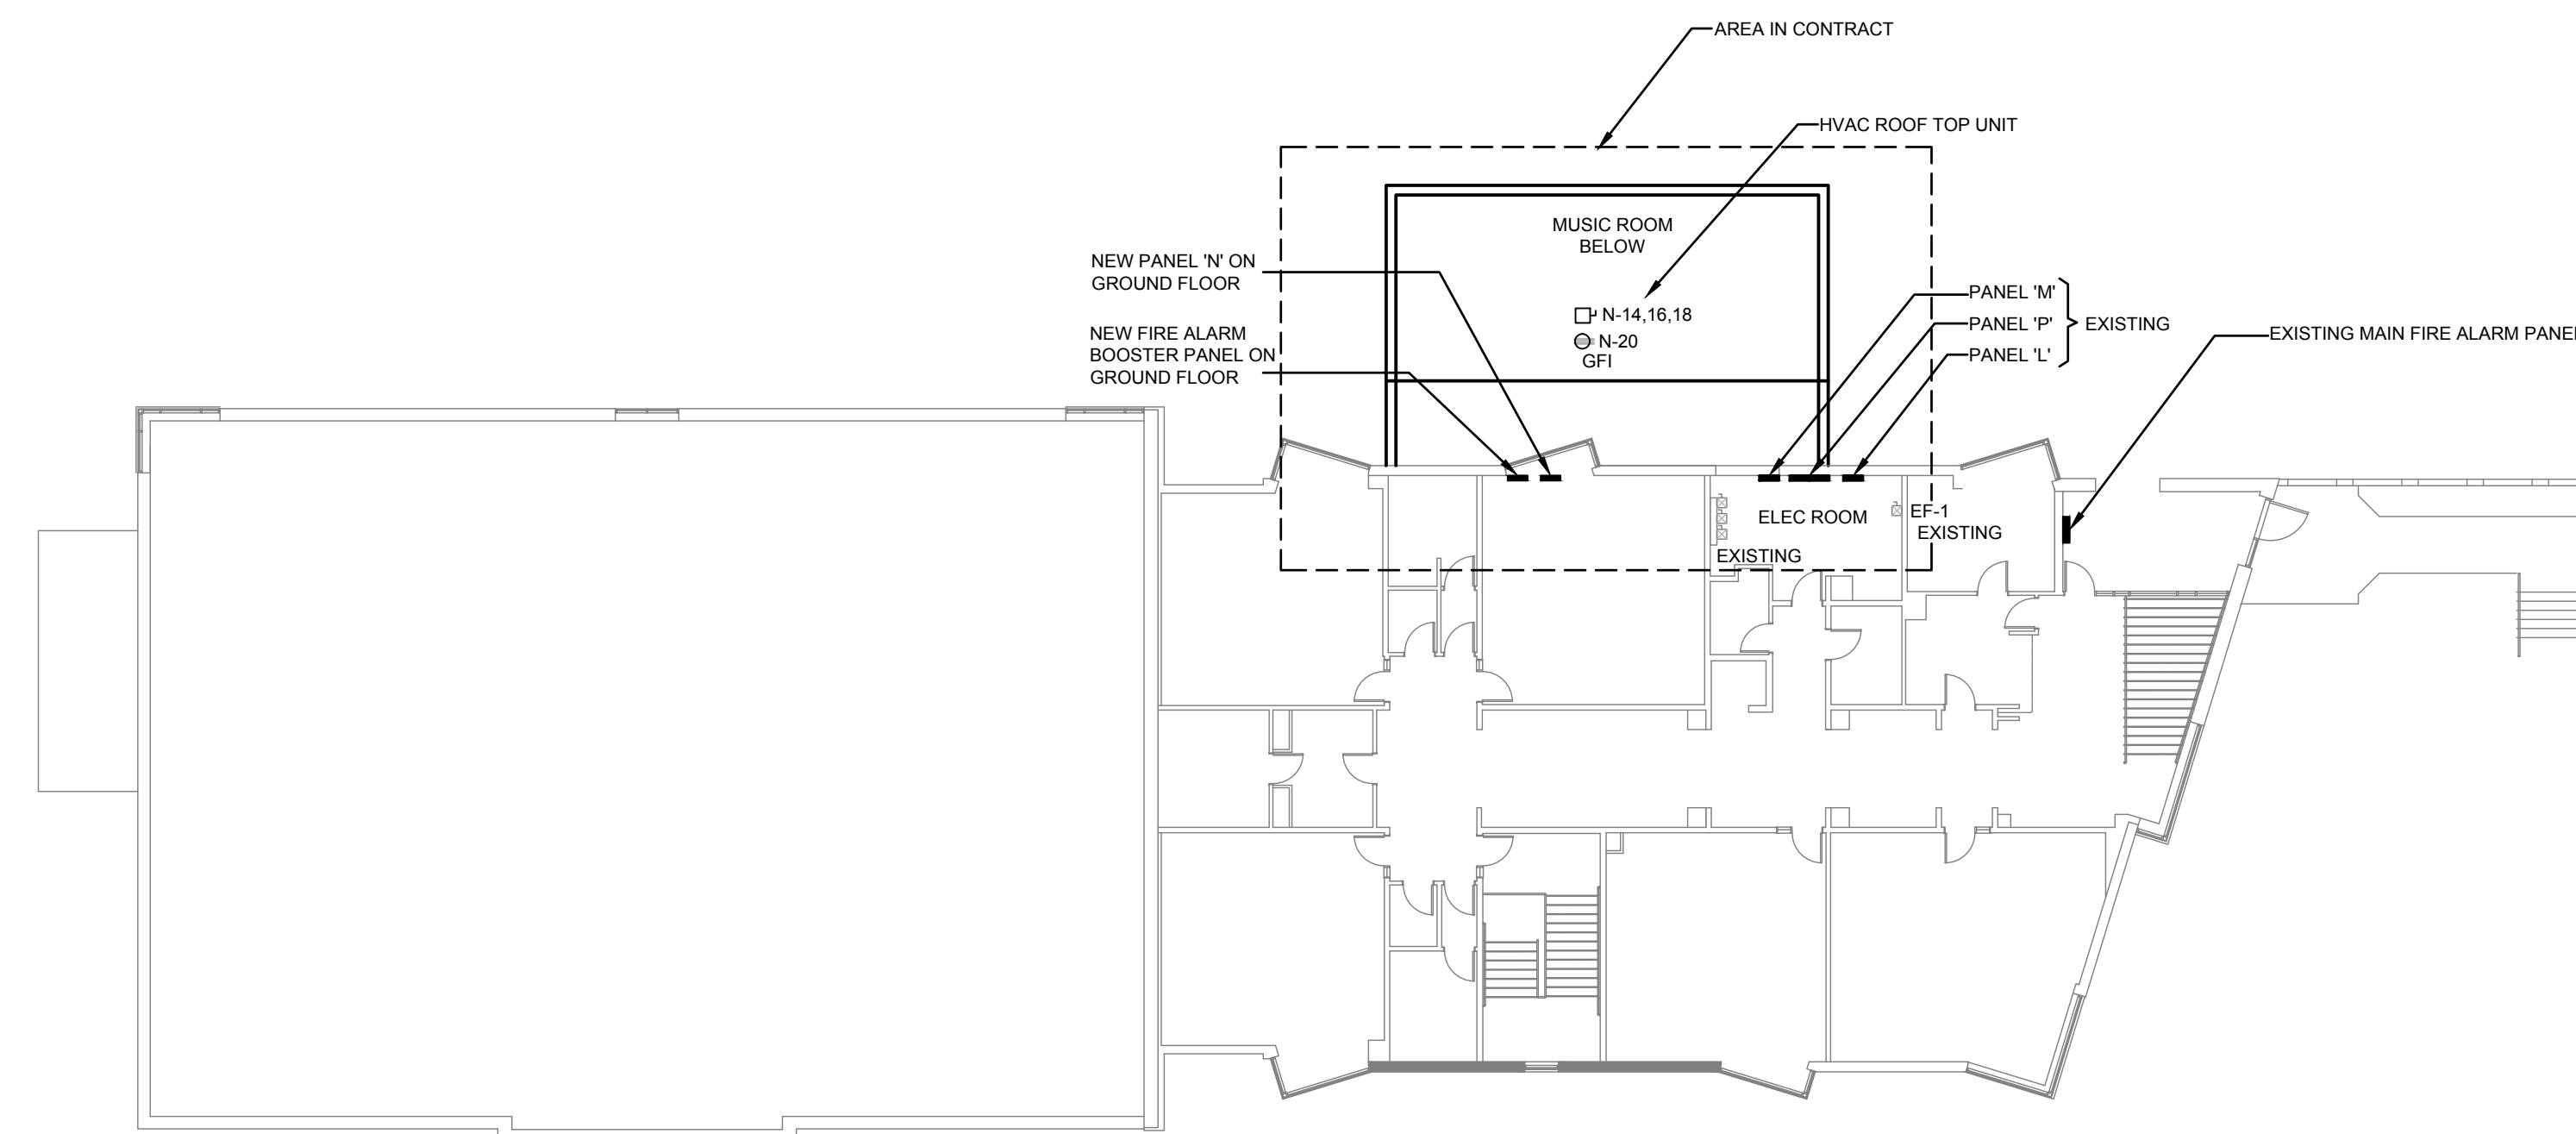 AREA IN CONTRACT
HVAC ROOF TOP UNIT
MUSIC ROOM
BELOW
NEW PANEL 'N' ON
GROUND FLOOR
NEW FIRE ALARM
BOOSTER PANEL ON
GROUND FLOOR
N-14,16,18
N-20
GFI
PANEL 'M'
PANEL 'P'
PANEL 'L'
EXISTING
EXISTING MAIN FIRE ALARM PANE
ELEC ROOM
EXISTING
EF-1
EXISTING